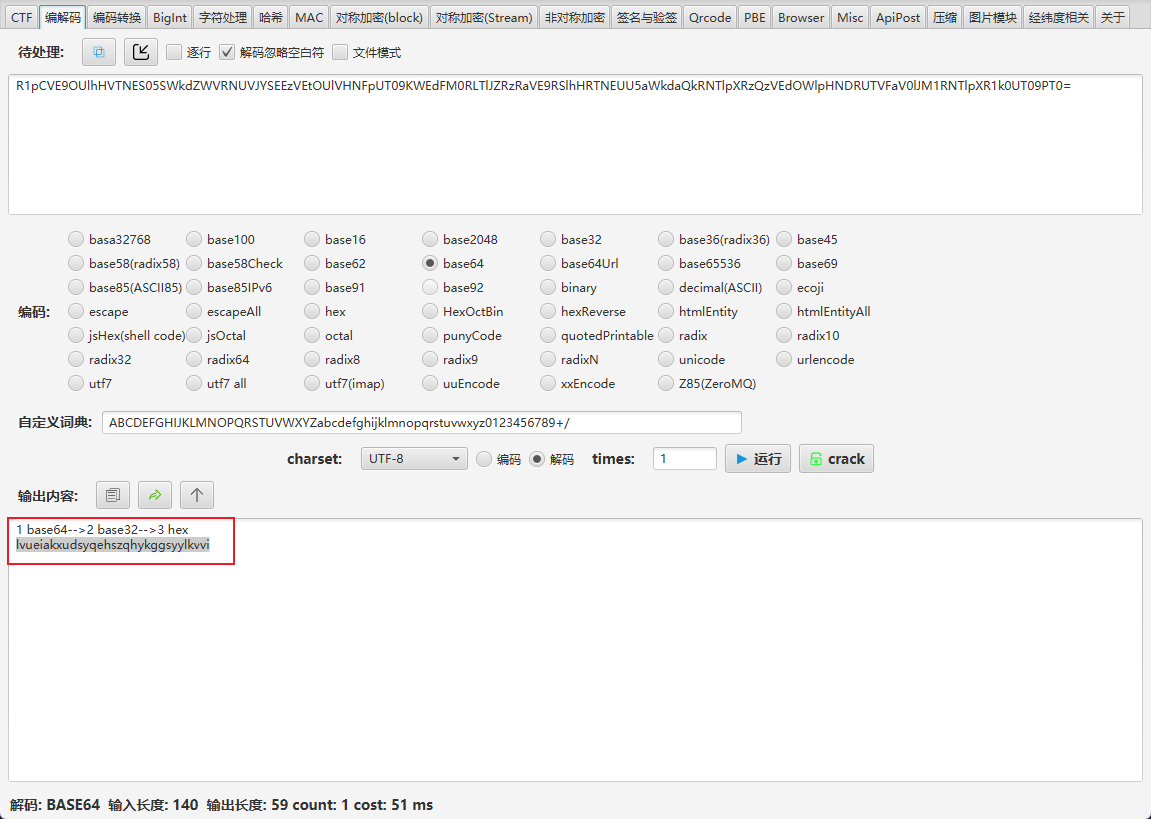 CTF 编解码 编码转换 BigInt 字符处理 哈希 MAC 对称加密(block) 对称加密(Stream) 非对称加密 签名与验签 Qrcode PBE Browser Misc ApiPost 压缩 图片模块 经纬度相关 关于
待处理: 逐行 解码忽略空白符 文件模式
R1pCVE9OUlhHVTNES05SWkdZWVRNUVJYSEEzVEtOUlVHNFpUT09KWEdFM0RLTlJZRzRaVE9RSlhHRTNEUU5aWkdaQkRNTlpXRzQzVEdOWlpHNDRUTVFaV0lJM1RNTlpXR1k0UT09PT0=
basa32768 base100 base16 base2048 base32 base36(radix36) base45
base58(radix58) base58Check base62 base64 base64Url base65536 base69
base85(ASCII85) base85IPv6 base91 base92 binary decimal(ASCII) ecoji
编码: escape escapeAll hex HexOctBin hexReverse htmlEntity htmlEntityAll
jsHex(shell code) jsOctal octal punyCode quotedPrintable radix radix10
radix32 radix64 radix8 radix9 radixN unicode urlencode
utf7 utf7 all utf7(imap) uuEncode xxEncode Z85(ZeroMQ)
自定义词典: ABCDEFGHIJKLMNOPQRSTUVWXYZabcdefghijklmnopqrstuvwxyz0123456789+/
charset: UTF-8 编码 解码 times: 1 运行 crack
输出内容:
1 base64-->2 base32-->3 hex
lvueiakxudsyqehszqhykggsyylkvvi
解码: BASE64 输入长度: 140 输出长度: 59 count: 1 cost: 51 ms